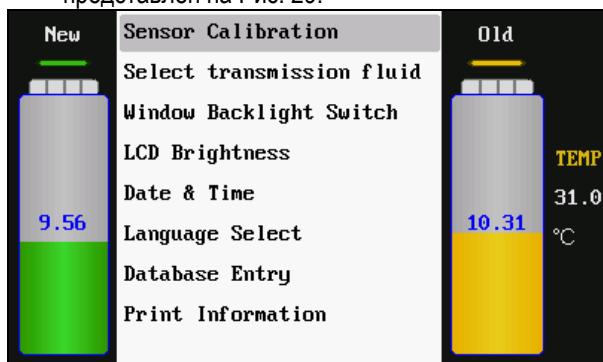 представлен на Рис. 20.
New
Sensor Calibration
Select transmission fluid
Window Backlight Switch
LCD Brightness
Date & Time
Language Select
Database Entry
Print Information
9.56
Old
10.31
TEMP
31.0
°C